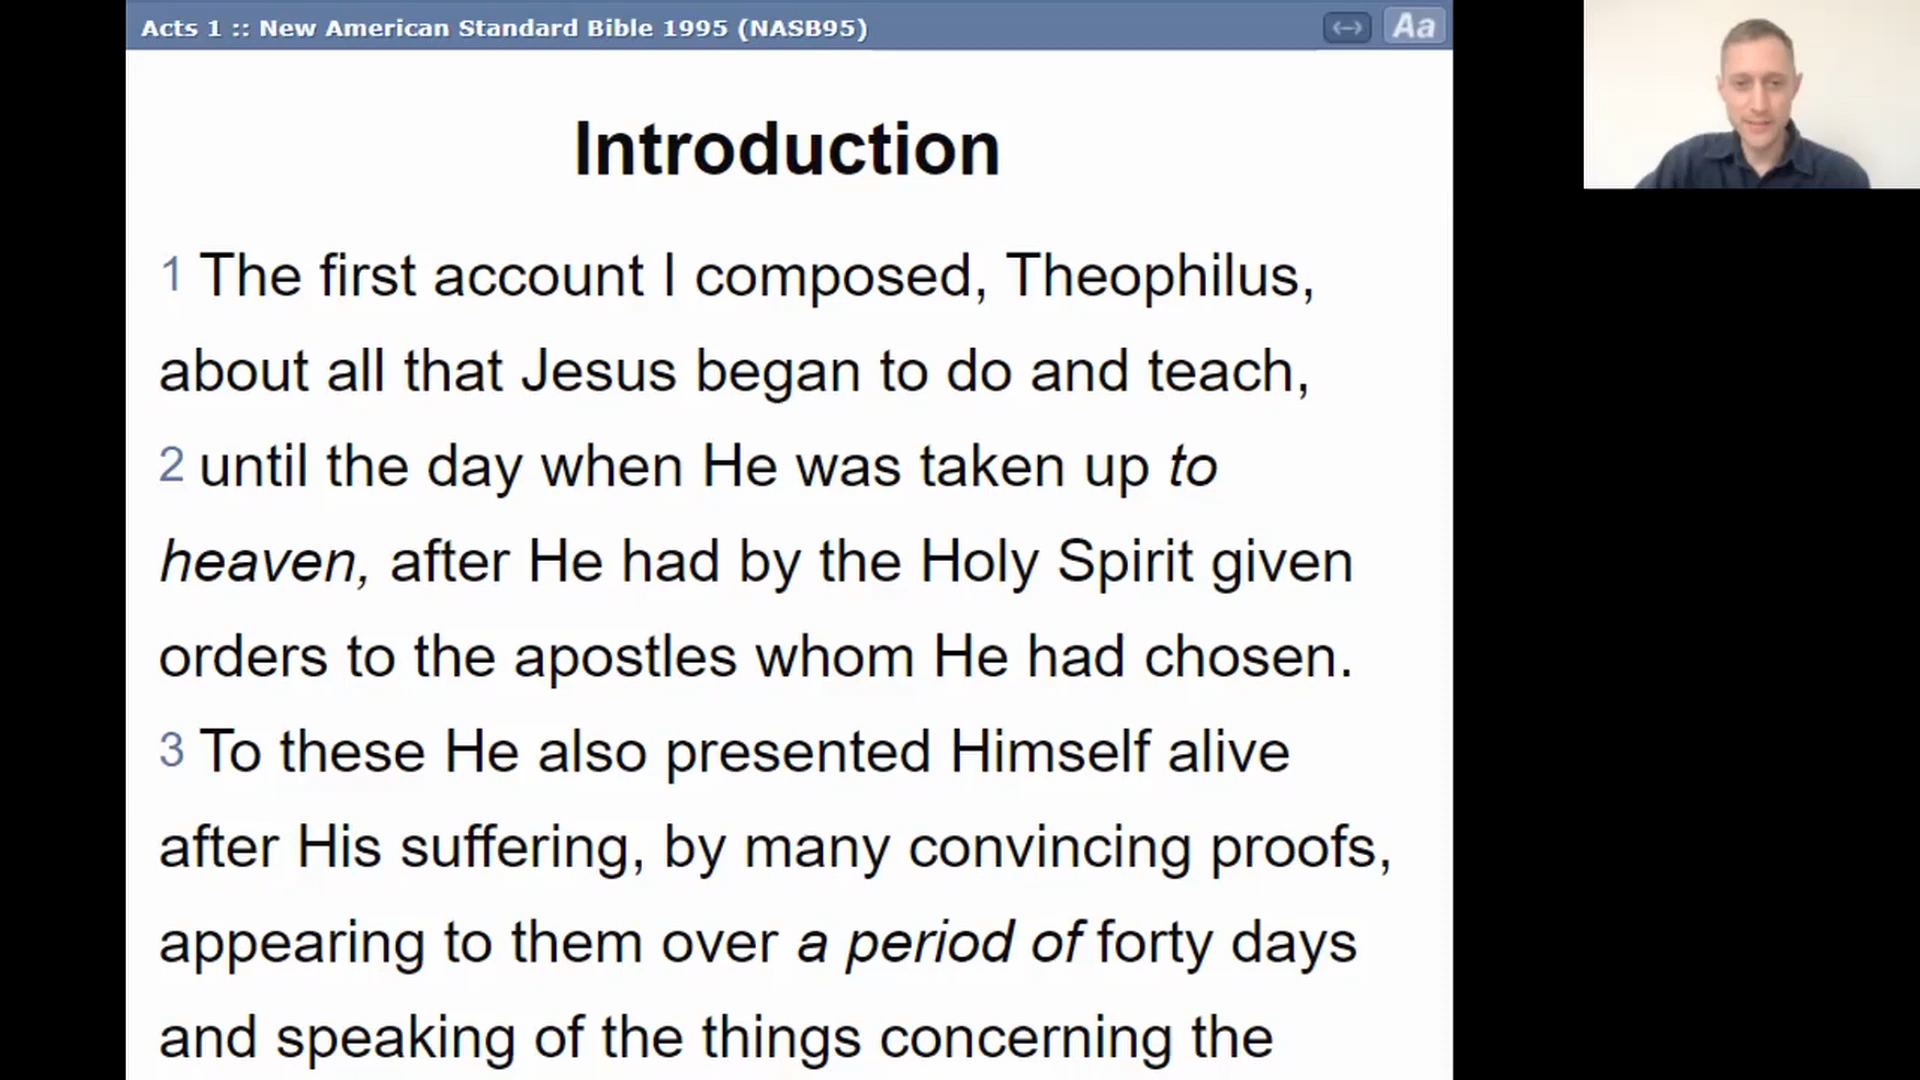 Acts 1 :: New American Standard Bible 1995 (NASB95)
Aa
Introduction
1 The first account I composed, Theophilus,
about all that Jesus began to do and teach,
2 until the day when He was taken up to
heaven, after He had by the Holy Spirit given
orders to the apostles whom He had chosen.
3 To these He also presented Himself alive
after His suffering, by many convincing proofs,
appearing to them over a period of forty days
and speaking of the things concerning the